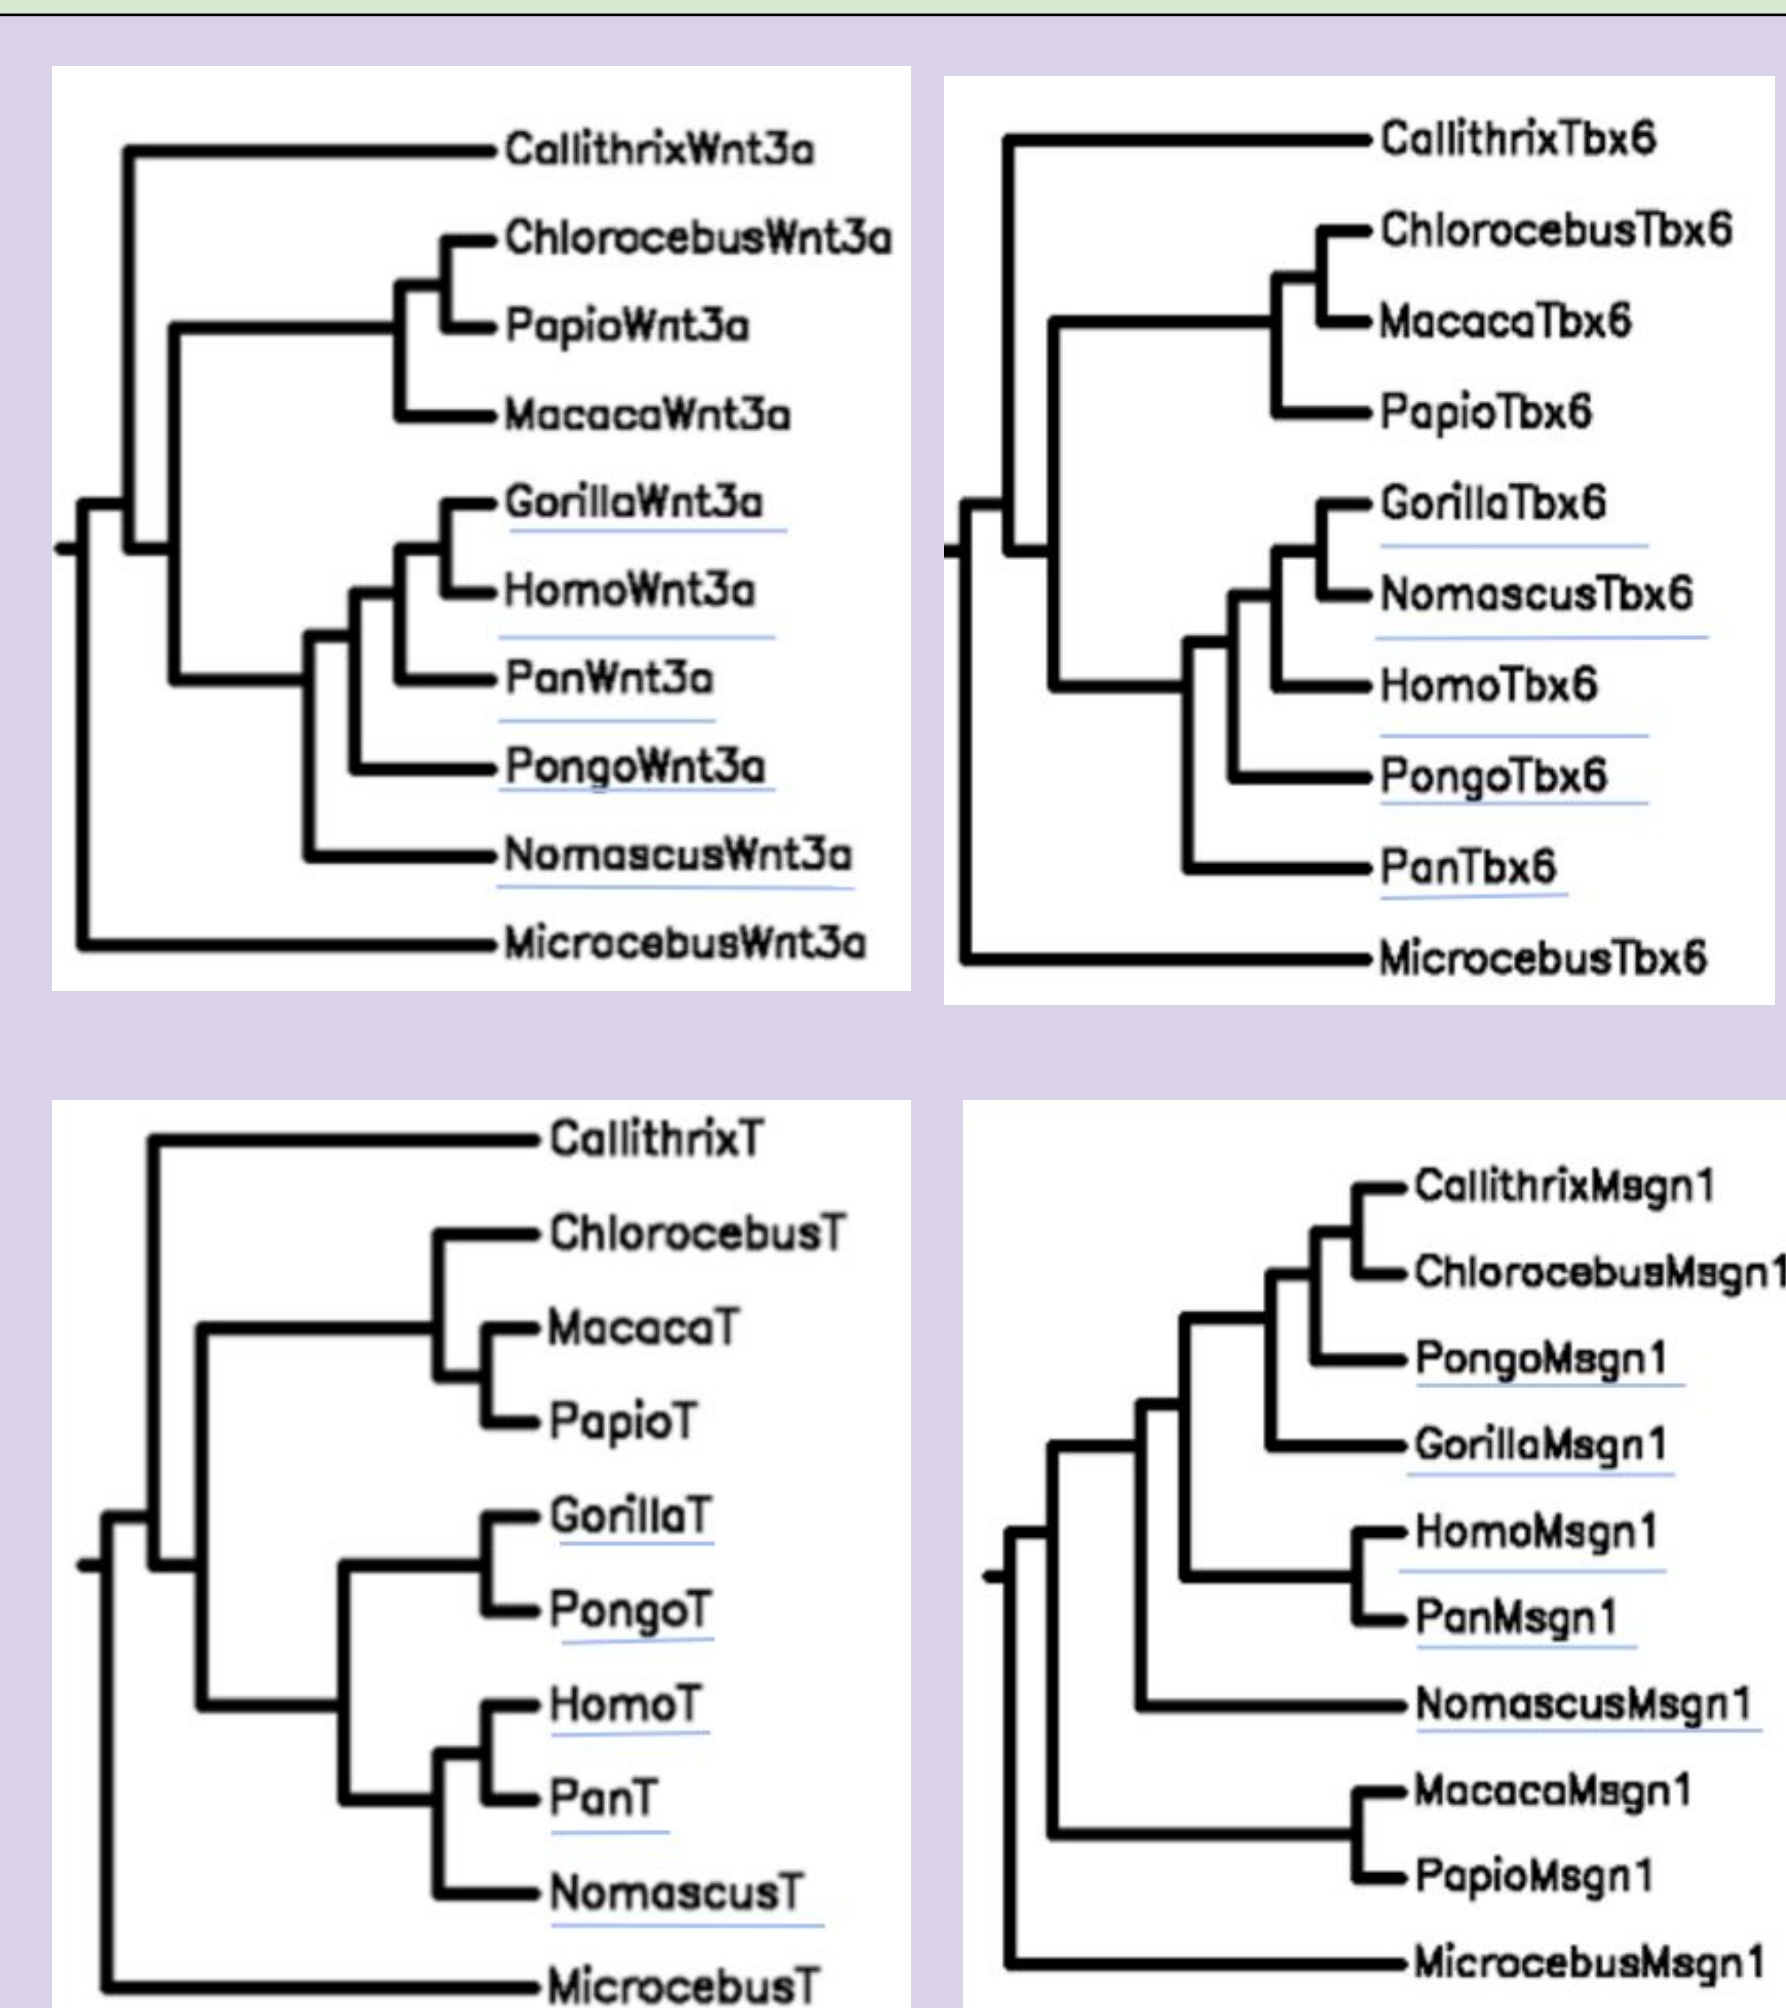 CallithrixWnt3a
ChlorocebusWnt3a
PapioWnt3a
MacacaWnt3a
GorillaWnt3a
HomoWnt3a
PanWnt3a
PongoWnt3a
NomascusWnt3a
MicrocebusWnt3a
CallithrixTbx6
ChlorocebusTbx6
MacacaTbx6
PapioTbx6
GorillaTbx6
NomascusTbx6
HomoTbx6
PongoTbx6
PanTbx6
MicrocebusTbx6
CallithrixT
ChlorocebusT
MacacaT
PapioT
GorillaT
PongoT
HomoT
PanT
NomascusT
MicrocebusT
CallithrixMsgn1
ChlorocebusMsgn1
PongoMsgn1
GorillaMsgn1
HomoMsgn1
PanMsgn1
NomascusMsgn1
MacacaMsgn1
PapioMsgn1
MicrocebusMsgn1